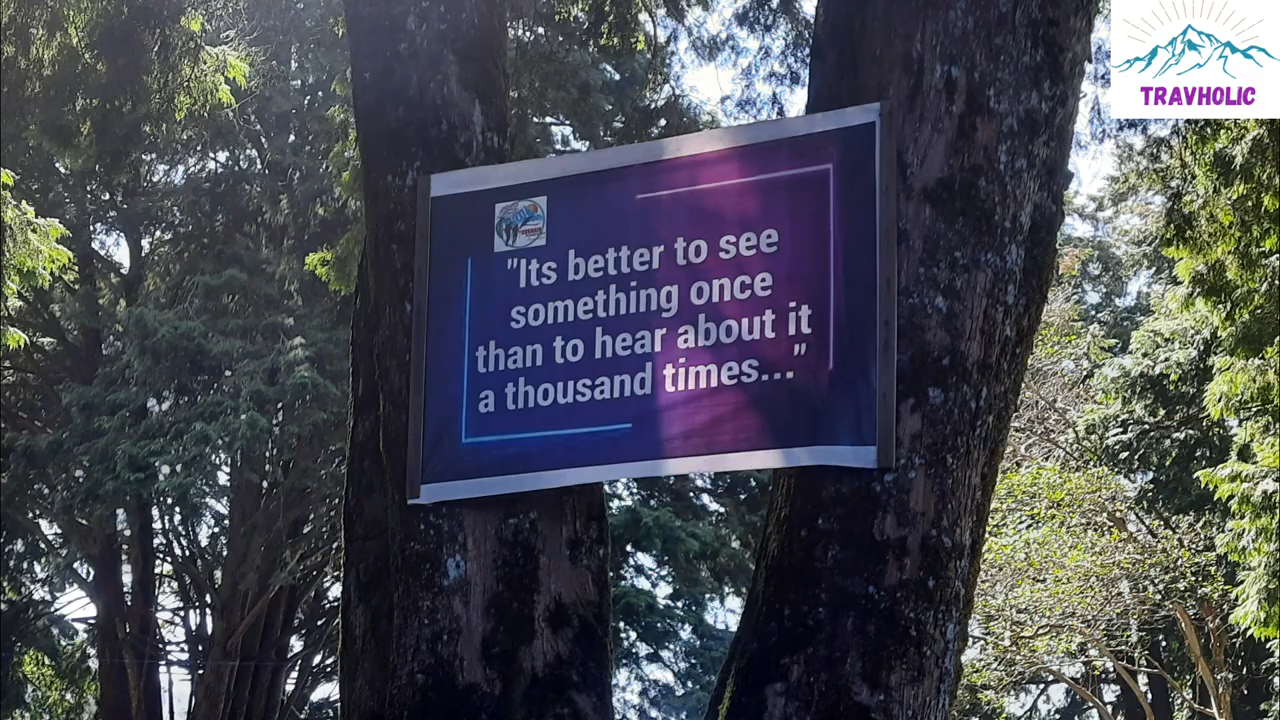 TRAVHOLIC
"Its better to see
something once
than to hear about it
a thousand times..."